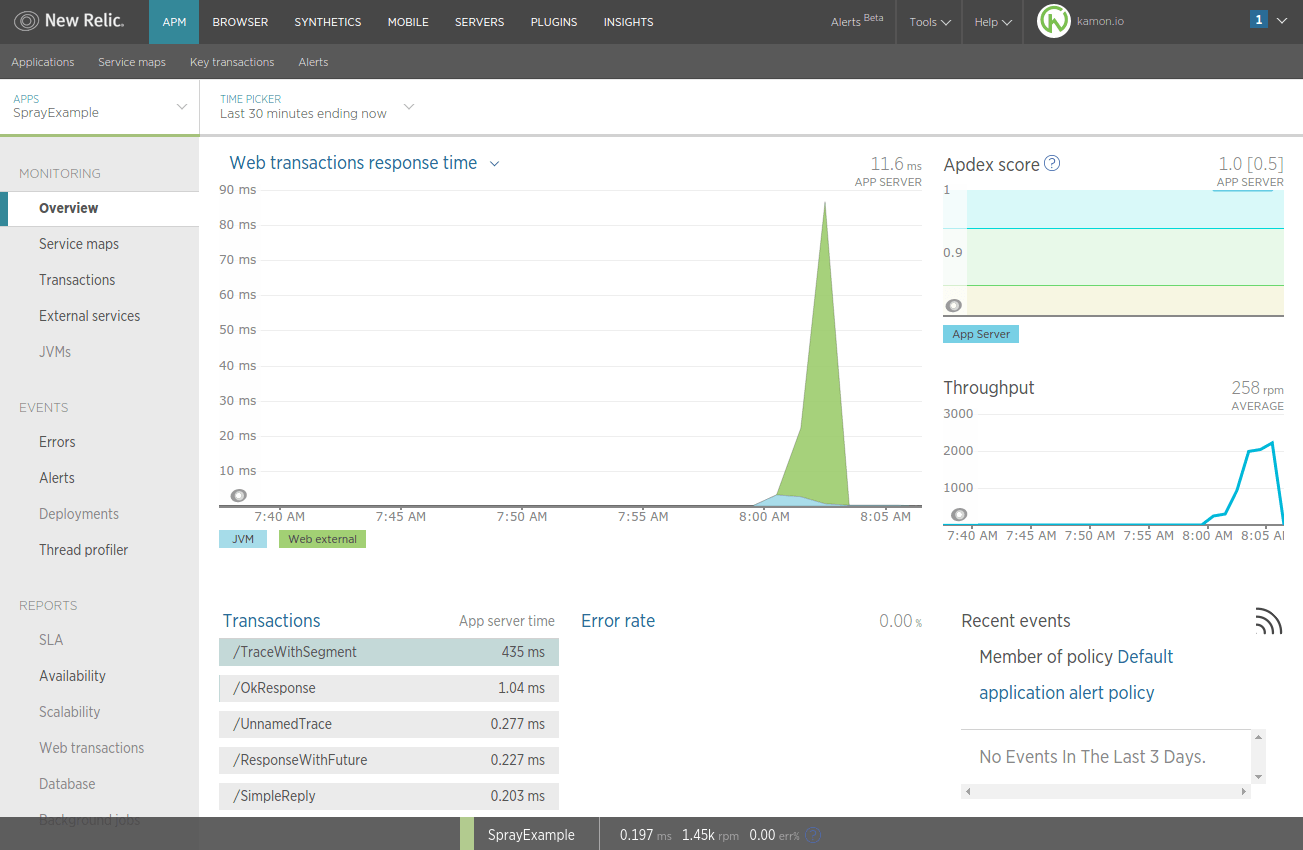 New Relic.
APM
BROWSER
SYNTHETICS
MOBILE
SERVERS
PLUGINS
INSIGHTS
Alerts Beta
Tools
Help
kamon.io
1
Applications
Service maps
Key transactions
Alerts
APPS
SprayExample
TIME PICKER
Last 30 minutes ending now
MONITORING
Overview
Service maps
Transactions
External services
JVMs
EVENTS
Errors
Alerts
Deployments
Thread profiler
REPORTS
SLA
Availability
Scalability
Web transactions
Database
Background jobs
Web transactions response time
11.6 ms
APP SERVER
90 ms
80 ms
70 ms
60 ms
50 ms
40 ms
30 ms
20 ms
10 ms
7:40 AM 7:45 AM 7:50 AM 7:55 AM 8:00 AM 8:05 AM
JVM
Web external
Apdex score ?
1.0 [0.5]
APP SERVER
1
0.9
App Server
Throughput
258 rpm
AVERAGE
3000
2000
1000
7:40 AM 7:45 AM 7:50 AM 7:55 AM 8:00 AM 8:05 A
Transactions App server time
/TraceWithSegment 435 ms
/OkResponse 1.04 ms
/UnnamedTrace 0.277 ms
/ResponseWithFuture 0.227 ms
/SimpleReply 0.203 ms
Error rate 0.00 %
Recent events
Member of policy Default
application alert policy
No Events In The Last 3 Days.
SprayExample 0.197 ms 1.45k rpm 0.00 err% ?